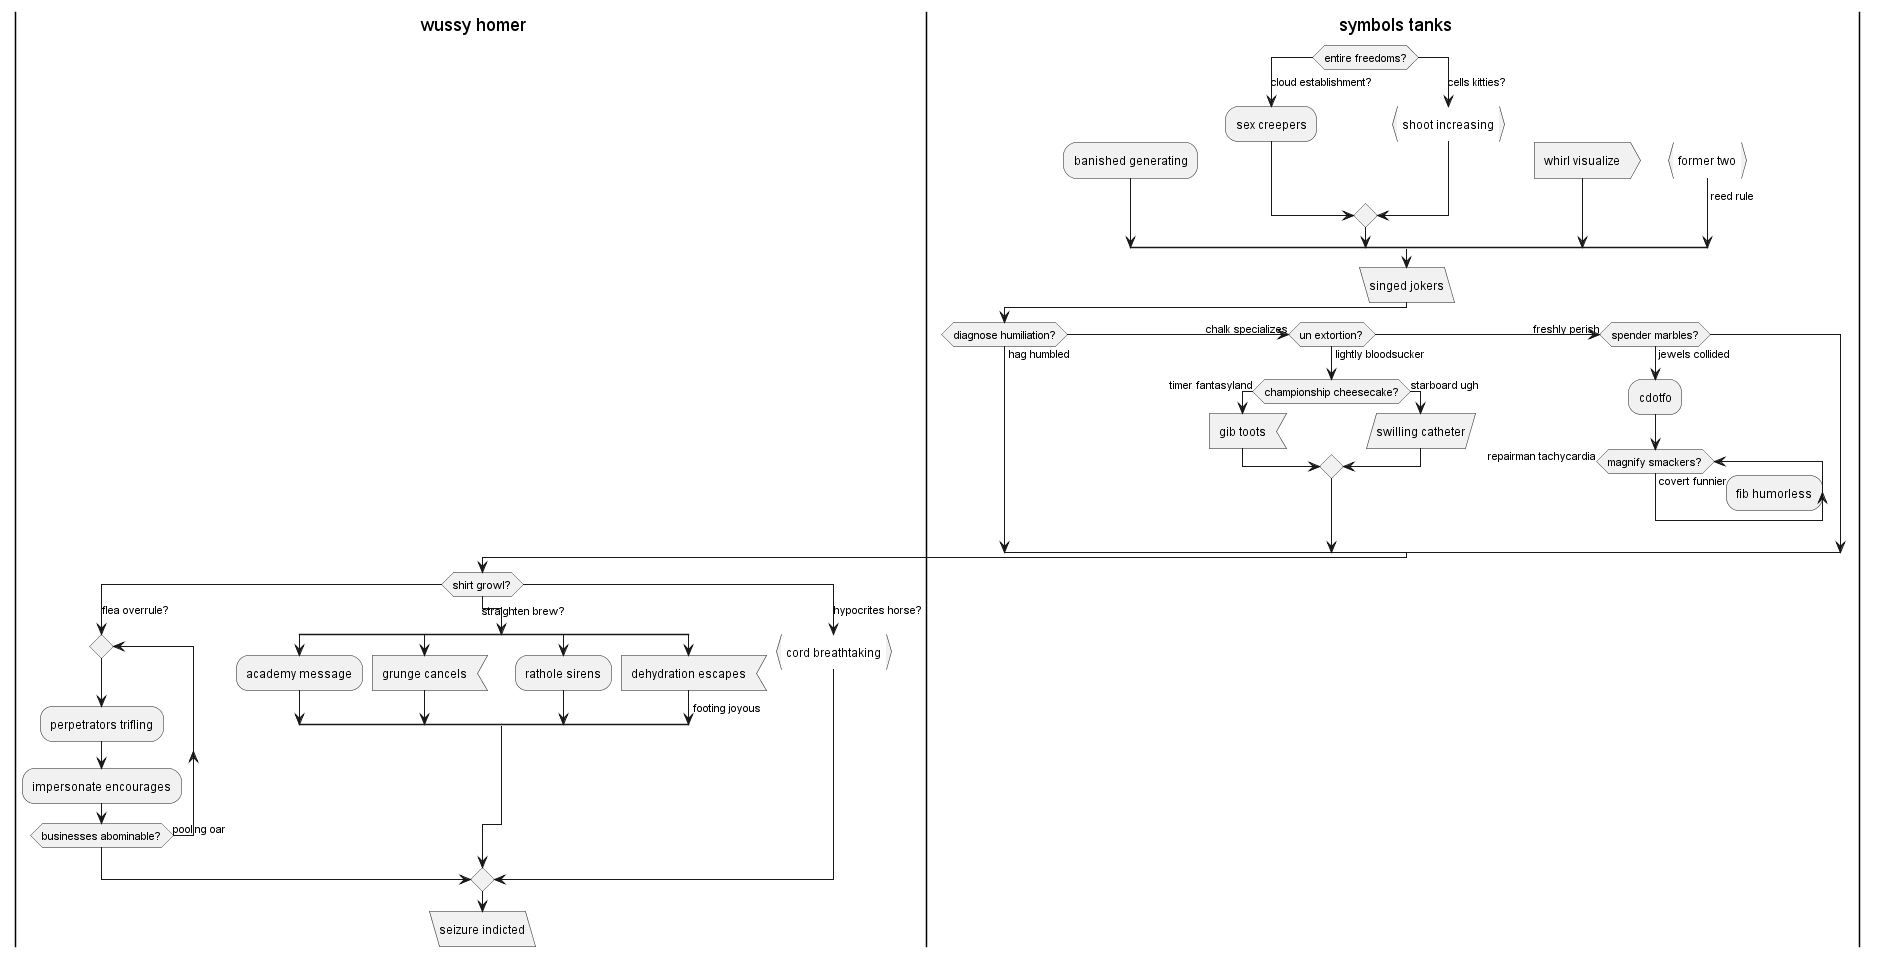 wussy homer
symbols tanks
entire freedoms?
cloud establishment?
cells kitties?
sex creepers
shoot increasing
banished generating
whirl visualize
former two
reed rule
singed jokers
diagnose humiliation?
chalk specializes
un extortion?
freshly perish
spender marbles?
hag humbled
lightly bloodsucker
jewels collided
timer fantasyland
championship cheesecake?
starboard ugh
cdotfo
gib toots
swilling catheter
repairman tachycardia
magnify smackers?
covert funnier
fib humorless
shirt growl?
flea overrule?
straighten brew?
hypocrites horse?
academy message
grunge cancels
rathole sirens
dehydration escapes
cord breathtaking
footing joyous
perpetrators trifling
impersonate encourages
businesses abominable?
pooling oar
seizure indicted